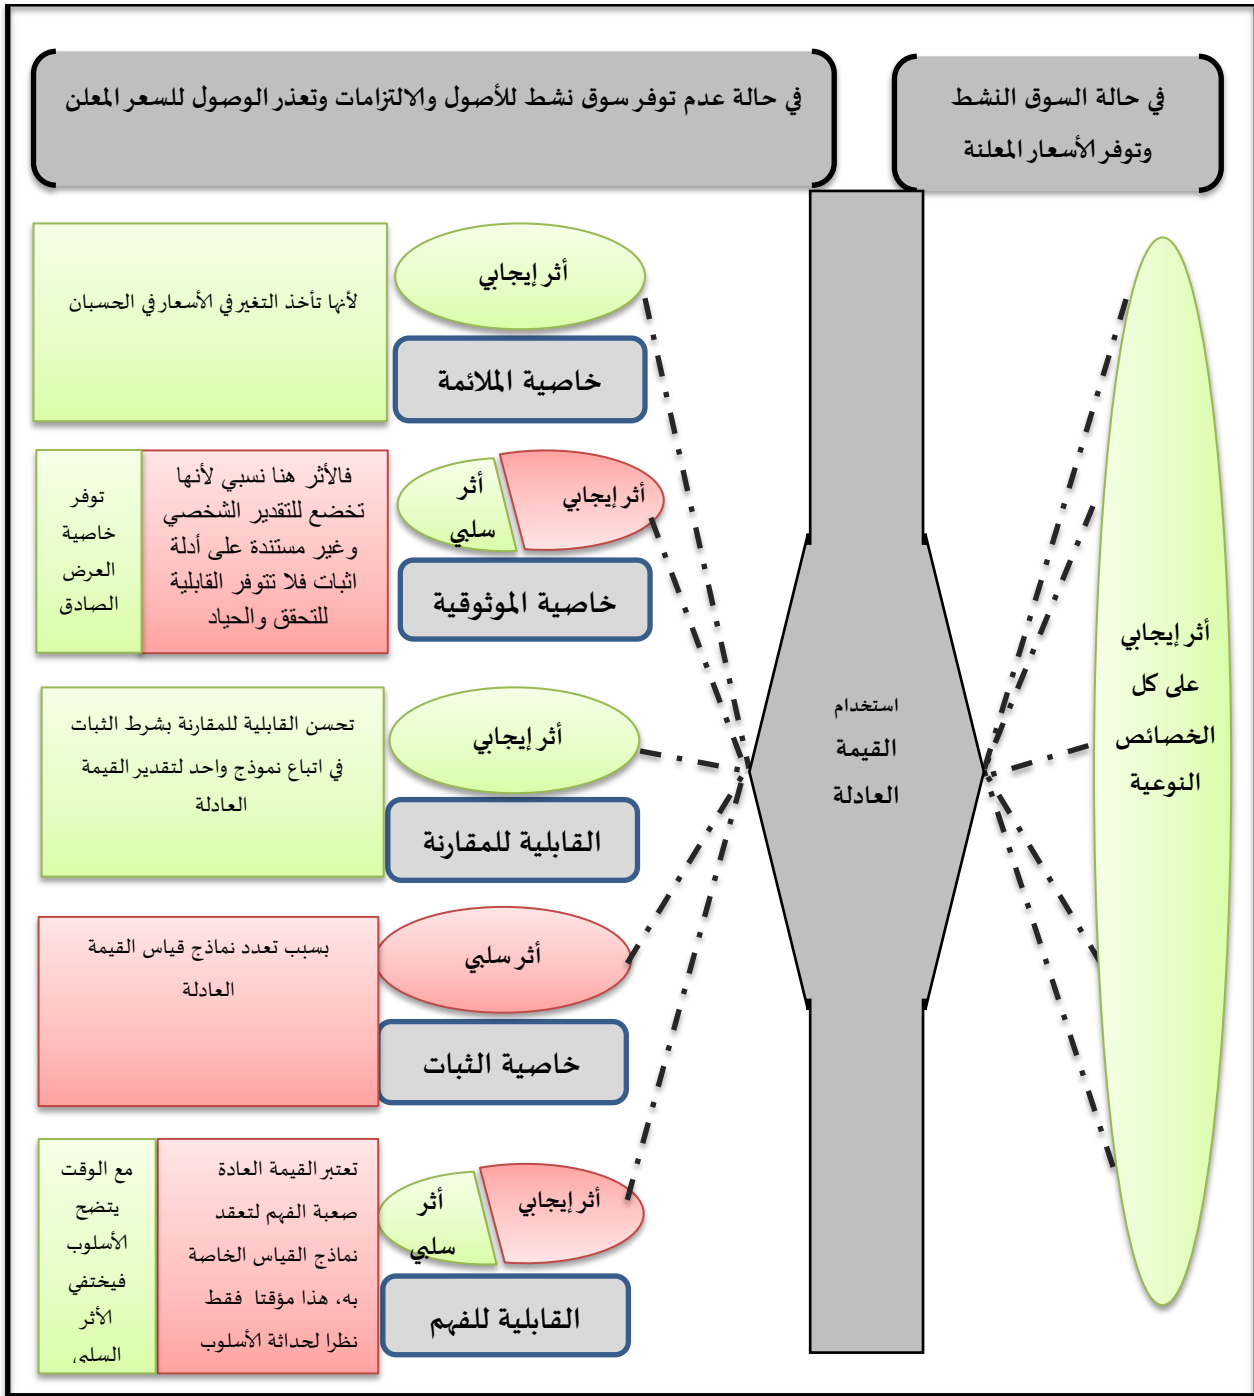 في حالة السوق النشط
وتوفر الأسعار المعلنة
في حالة عدم توفر سوق نشط للأصول والالتزامات وتعذر الوصول للسعر المعلن
أثر إيجابي
على كل
الخصائص
النوعية
استخدام
القيمة
العادلة
أثر إيجابي
خاصية الملائمة
لأنها تأخذ التغير في الأسعار في الحسبان
أثر إيجابي
أثر
سلبي
خاصية الموثوقية
فالأثر هنا نسبي لأنها
تخضع للتقدير الشخصي
وغير مستندة على أدلة
اثبات فلا تتوفر القابلية
للتحقق والحياد
توفر
خاصية
العرض
الصادق
أثر إيجابي
القابلية للمقارنة
تحسن القابلية للمقارنة بشرط الثبات
في اتباع نموذج واحد لتقدير القيمة
العادلة
أثر سلبي
خاصية الثبات
بسبب تعدد نماذج قياس القيمة
العادلة
أثر إيجابي
أثر
سلبي
القابلية للفهم
تعتبر القيمة العادة
صعبة الفهم لتعقد
نماذج القياس الخاصة
به، هذا مؤقتا فقط
نظرا لحداثة الأسلوب
مع الوقت
يتضح
الأسلوب
فيختفي
الأثر
السلبي